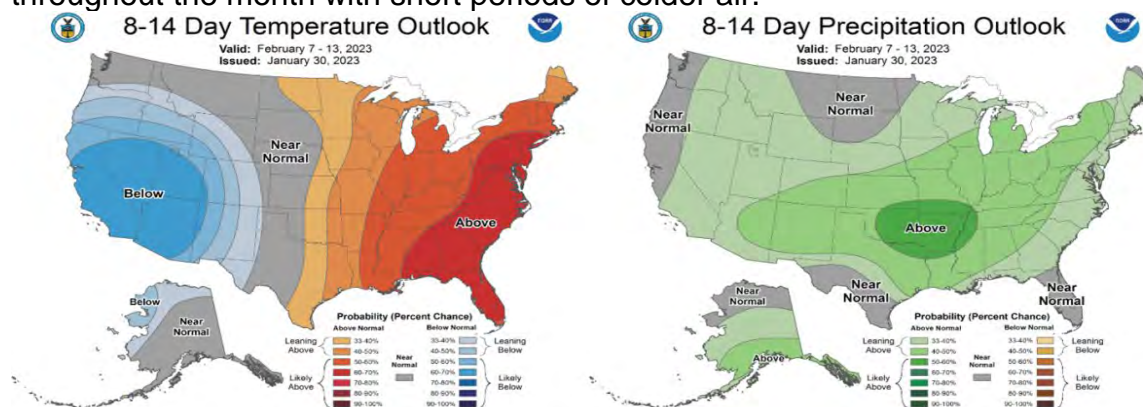 throughout the month with short periods of colder air.
8-14 Day Temperature Outlook
Valid: February 7 - 13, 2023
Issued: January 30, 2023
Near
Normal
Below
Above
Below
Near
Normal
Probability (Percent Chance)
Above Normal
Below Normal
Leaning
Above
33-40%
40-50%
Near
Normal
33-40%
40-50%
Leaning
Below
Likely
Above
50-60%
60-70%
70-80%
80-90%
90-100%
50-60%
60-70%
70-80%
80-90%
90-100%
Likely
Below
8-14 Day Precipitation Outlook
Valid: February 7 - 13, 2023
Issued: January 30, 2023
Near
Normal
Near
Normal
Above
Near
Normal
Near
Normal
Near
Normal
Above
Probability (Percent Chance)
Above Normal
Below Normal
Leaning
Above
33-40%
40-50%
Near
Normal
33-40%
40-50%
Leaning
Below
Likely
Above
50-60%
60-70%
70-80%
80-90%
90-100%
50-60%
60-70%
70-80%
80-90%
90-100%
Likely
Below